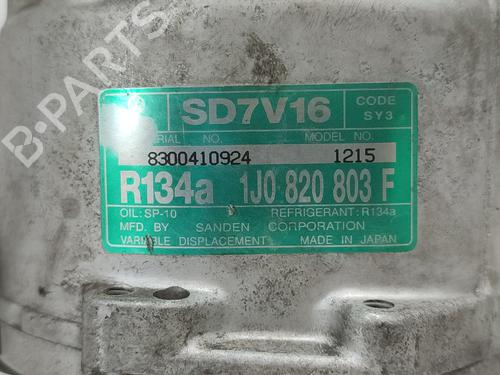 SD7V16 CODE
SY3
SERIAL NO. MODEL NO.
8300410924 1215
R134a 1J0 820 803 F
OIL: SP-10 REFRIGERANT: R134a
MFD. BY SANDEN CORPORATION
VARIABLE DISPLACEMENT MADE IN JAPAN
B-PARTS